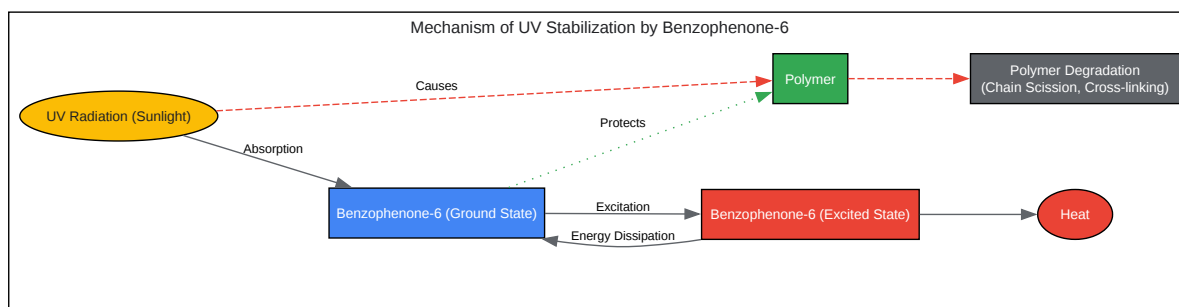 Mechanism of UV Stabilization by Benzophenone-6
Polymer
Polymer Degradation
(Chain Scission, Cross-linking)
Causes
UV Radiation (Sunlight)
Protects
Absorption
Benzophenone-6 (Ground State)
Excitation
Benzophenone-6 (Excited State)
Heat
Energy Dissipation